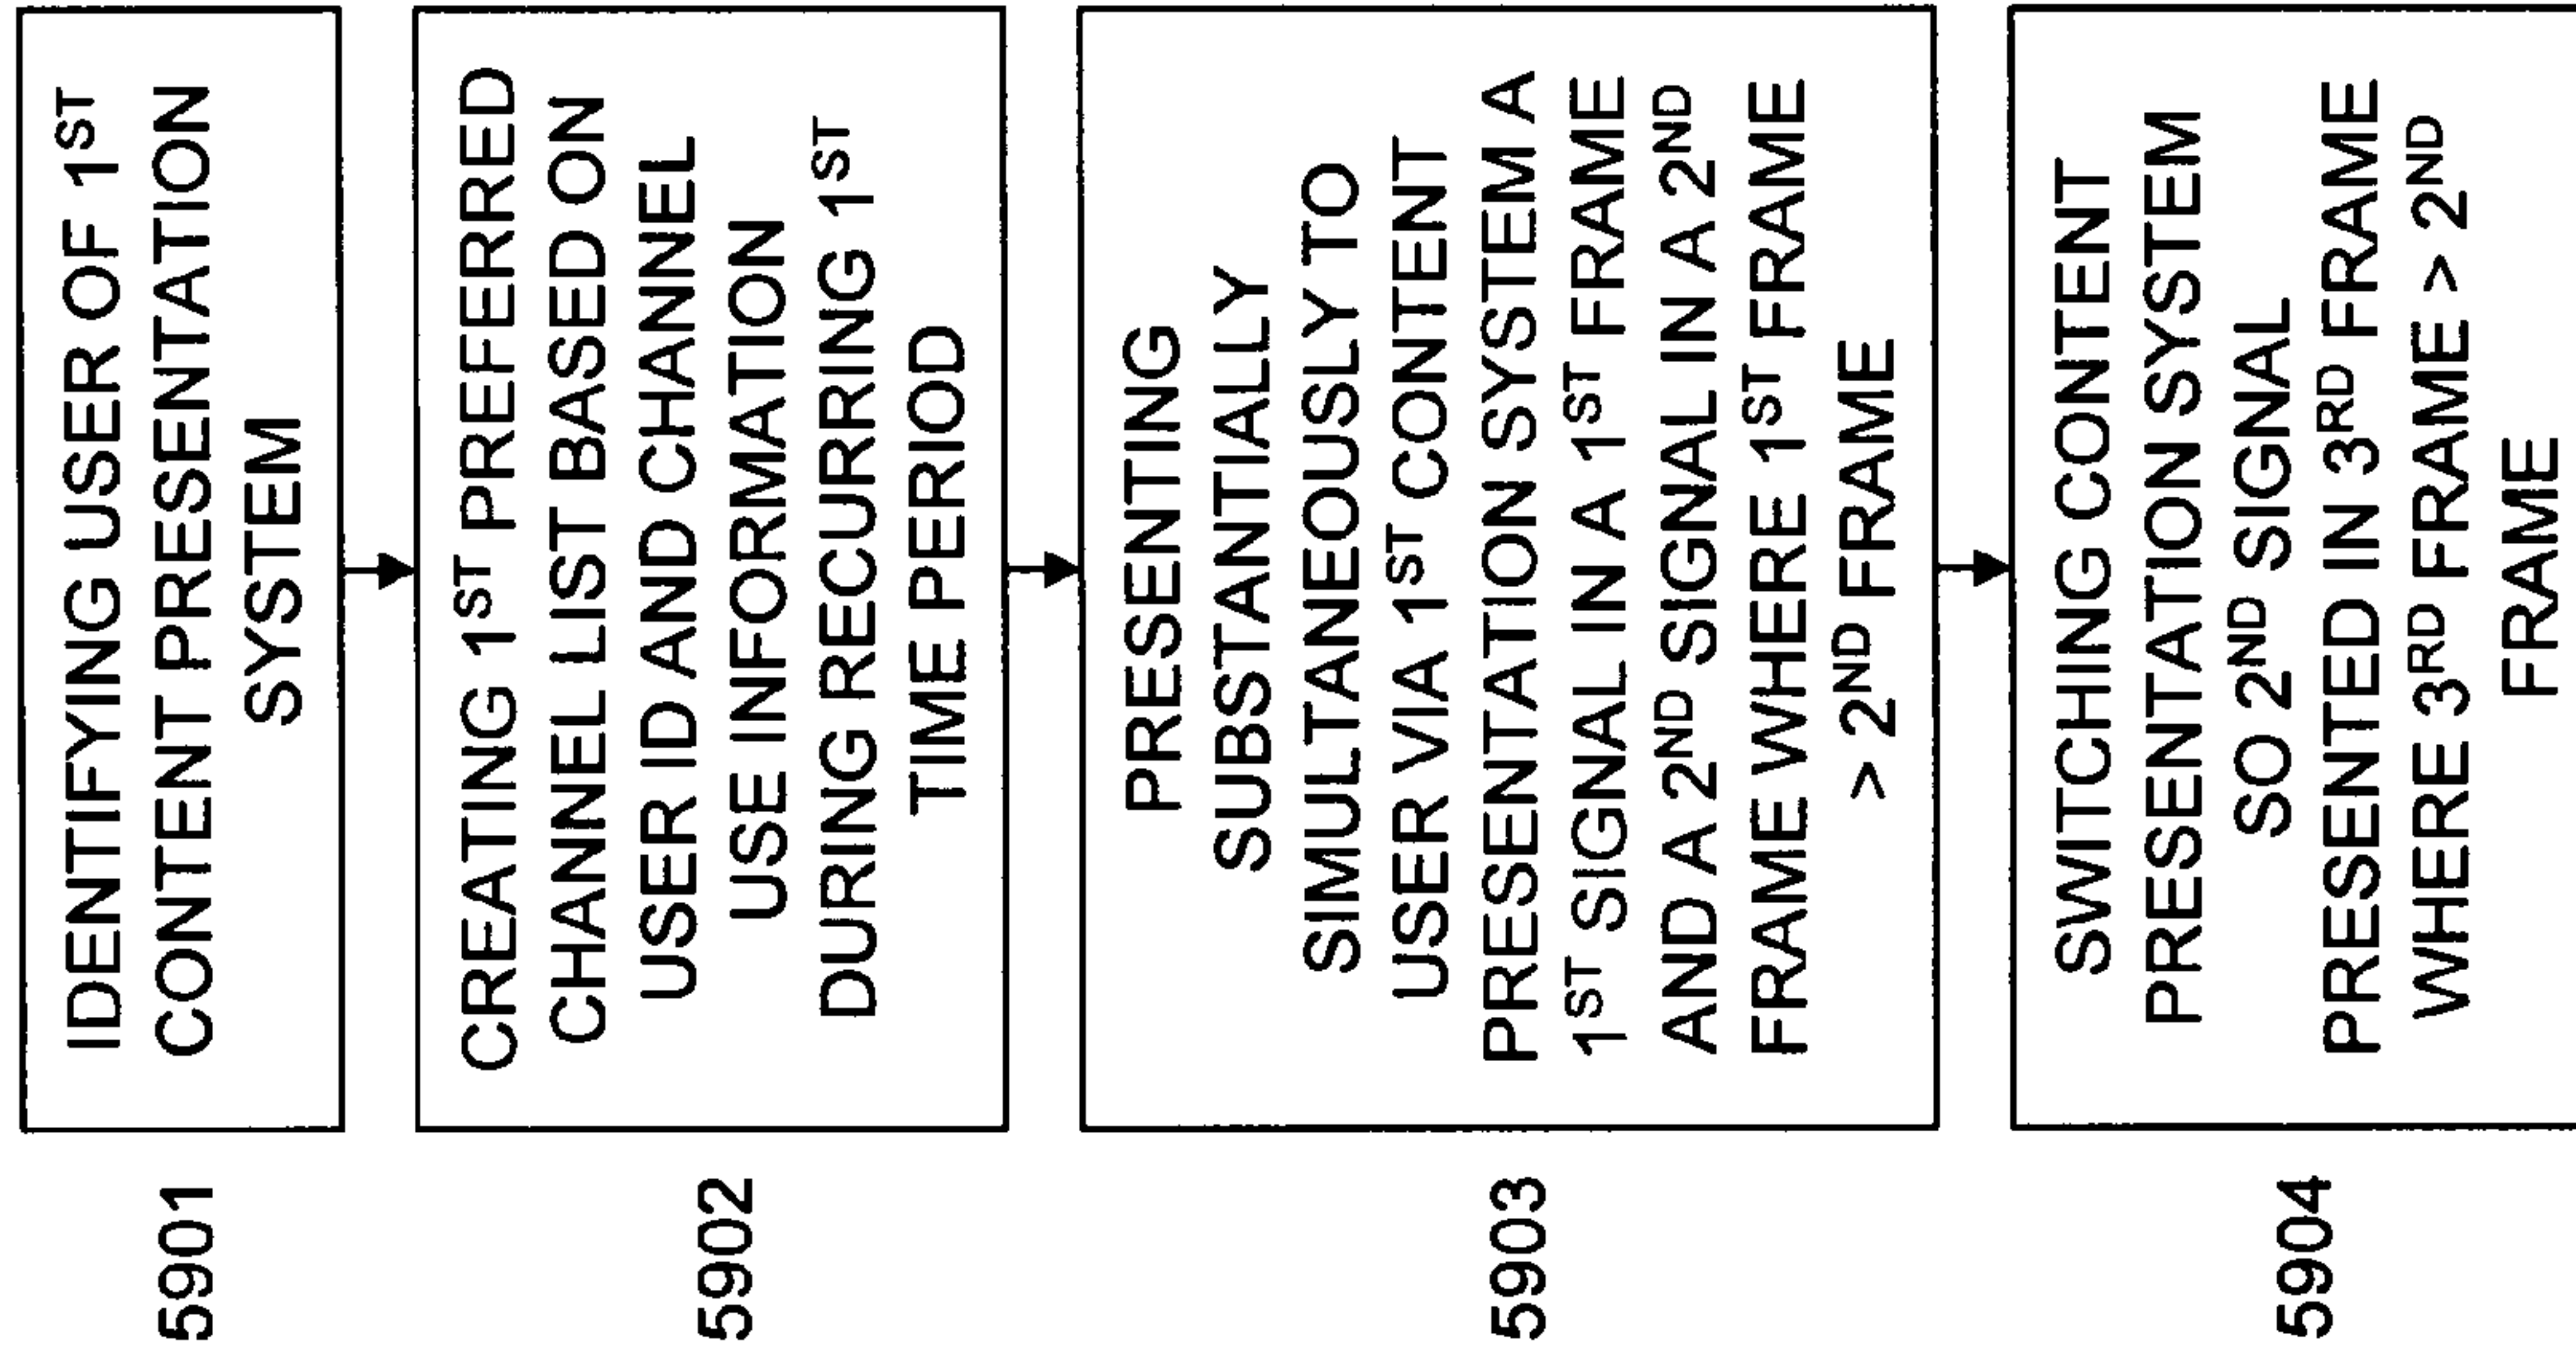 5901
IDENTIFYING USER OF 1ST
CONTENT PRESENTATION
SYSTEM
5902
CREATING 1ST PREFERRED
CHANNEL LIST BASED ON
USER ID AND CHANNEL
USE INFORMATION
DURING RECURRING 1ST
TIME PERIOD
5903
PRESENTING
SUBSTANTIALLY
SIMULTANEOUSLY TO
USER VIA 1ST CONTENT
PRESENTATION SYSTEM A
1ST SIGNAL IN A 1ST FRAME
AND A 2ND SIGNAL IN A 2ND
FRAME WHERE 1ST FRAME
> 2ND FRAME
5904
SWITCHING CONTENT
PRESENTATION SYSTEM
SO 2ND SIGNAL
PRESENTED IN 3RD FRAME
WHERE 3RD FRAME > 2ND
FRAME